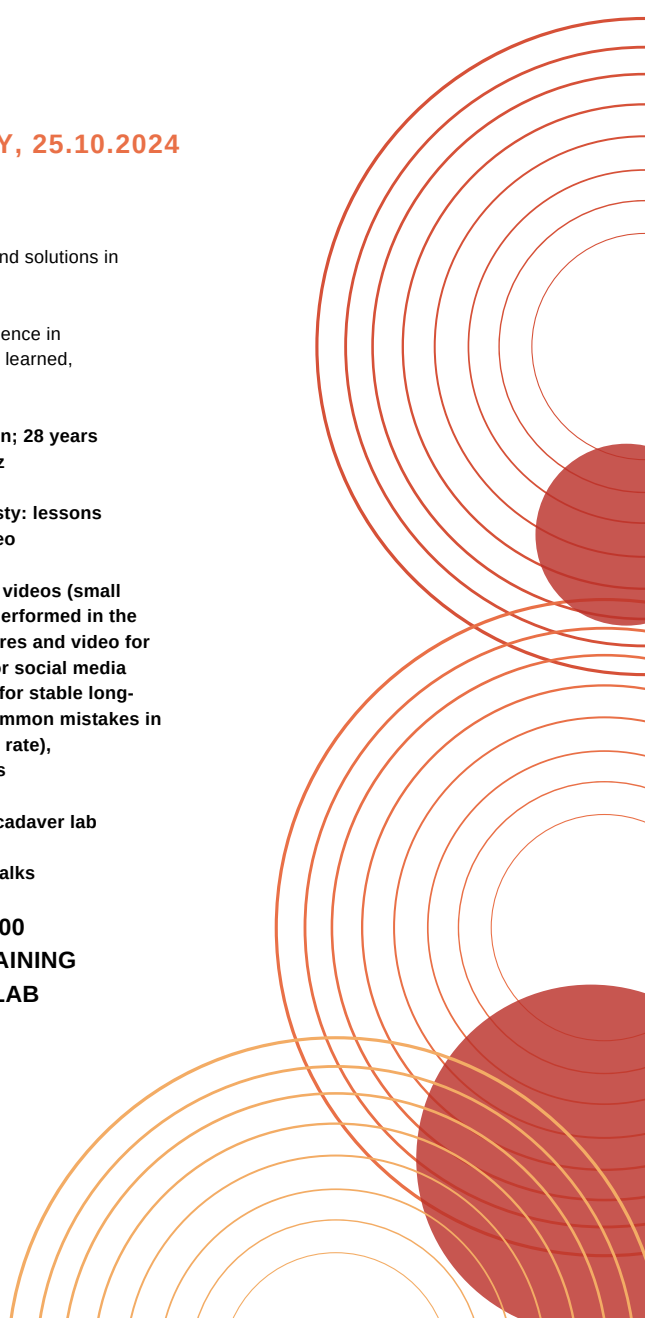 Y, 25.10.2024
nd solutions in
ence in
learned,
n; 28 years
z
sty: lessons
eo
videos (small
erformed in the
res and video for
or social media
for stable long-
mmon mistakes in
rate),
s
cadaver lab
alks
00
AINING
LAB